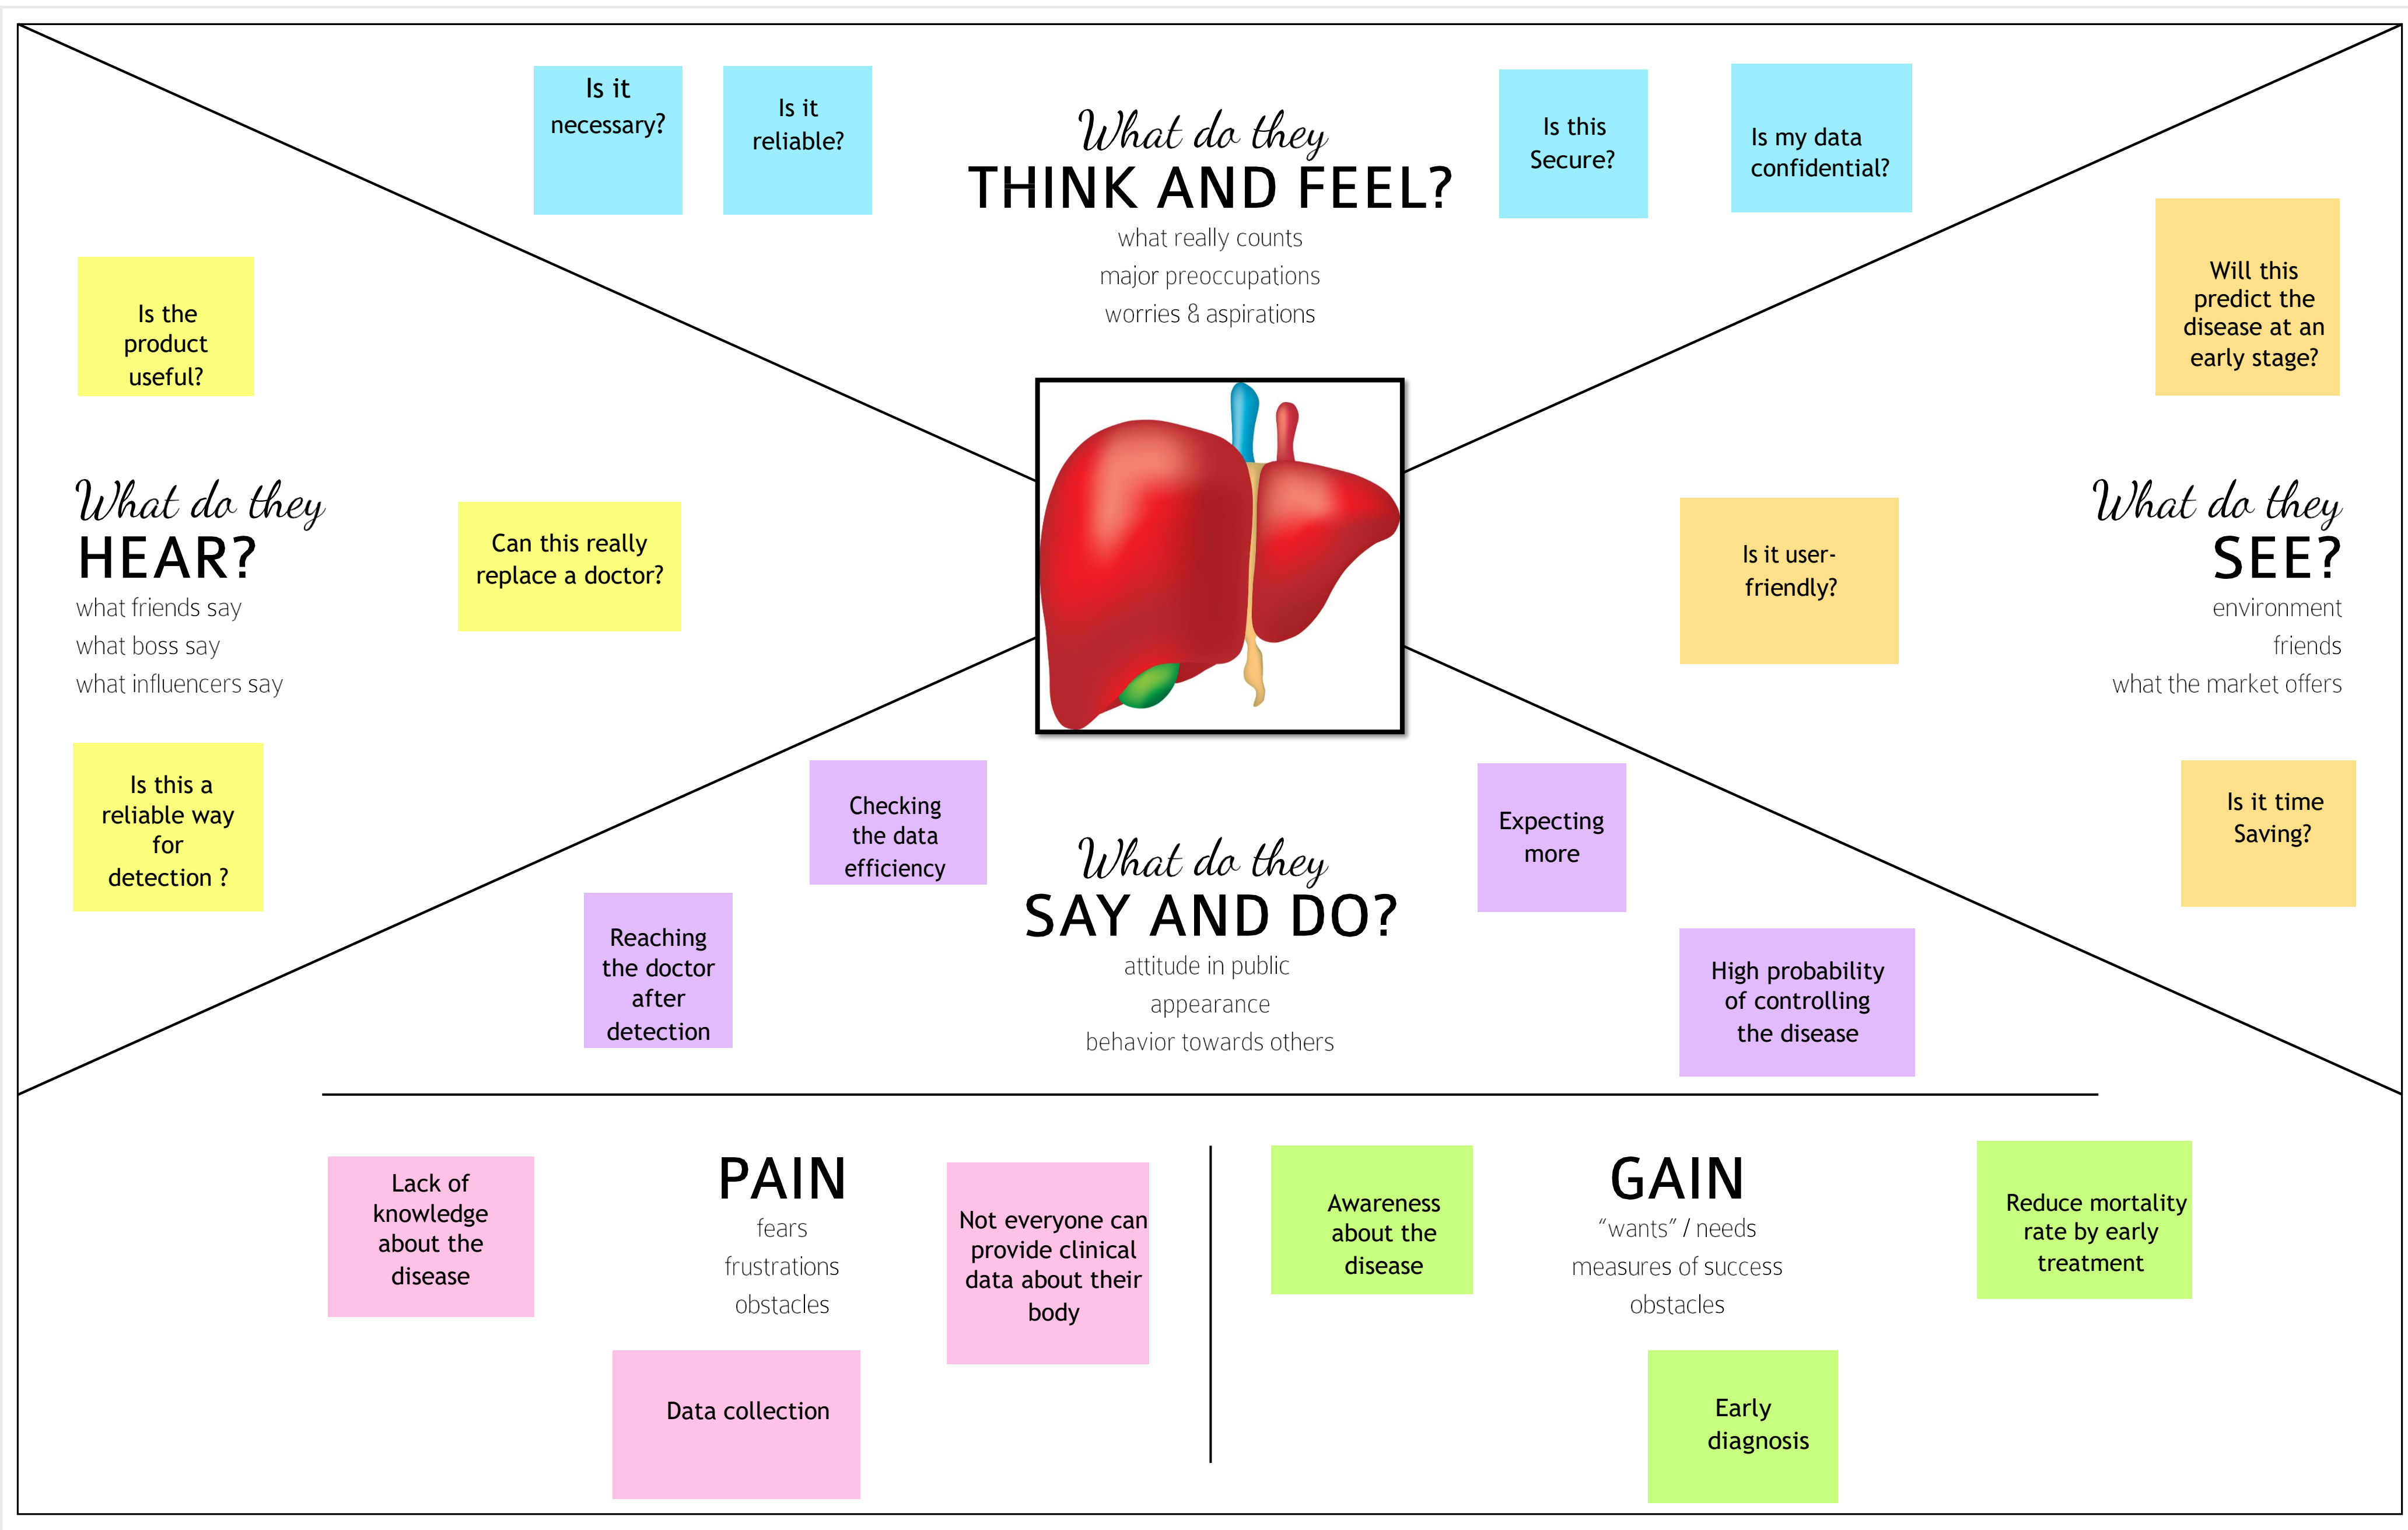 Is it
necessary?
Is it
reliable?
What do they
THINK AND FEEL?
what really counts
major preoccupations
worries & aspirations
Is this
Secure?
Is my data
confidential?
Is the
product
useful?
What do they
HEAR?
what friends say
what boss say
what influencers say
Can this really
replace a doctor?
Is this a
reliable way
for
detection ?
Will this
predict the
disease at an
early stage?
Is it user-
friendly?
What do they
SEE?
environment
friends
what the market offers
Is it time
Saving?
Checking
the data
efficiency
Reaching
the doctor
after
detection
What do they
SAY AND DO?
attitude in public
appearance
behavior towards others
Expecting
more
High probability
of controlling
the disease
Lack of
knowledge
about the
disease
PAIN
fears
frustrations
obstacles
Not everyone can
provide clinical
data about their
body
Data collection
Awareness
about the
disease
GAIN
“wants” / needs
measures of success
obstacles
Reduce mortality
rate by early
treatment
Early
diagnosis